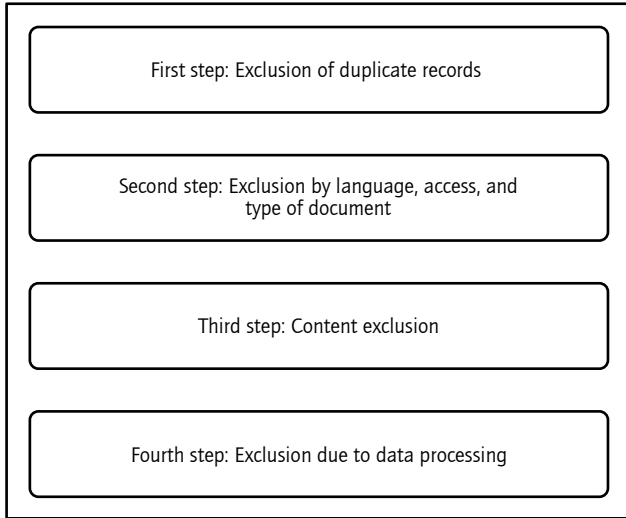 First step: Exclusion of duplicate records
Second step: Exclusion by language, access, and
type of document
Third step: Content exclusion
Fourth step: Exclusion due to data processing